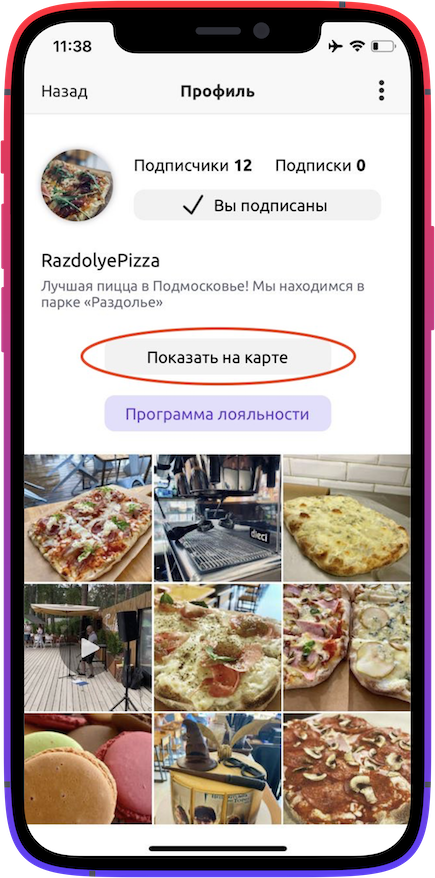 11:38
Назад
Профиль
Подписчики 12 Подписки 0
Вы подписаны
RazdolyePizza
Лучшая пицца в Подмосковье! Мы находимся в
парке «Раздолье»
Показать на карте
Программа лояльности
dieci